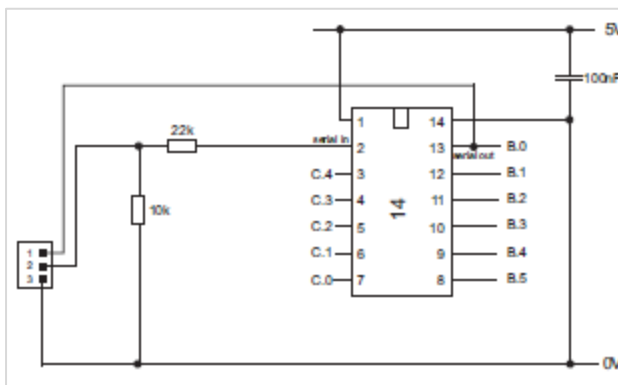 5V
100nF
22k
serial in
1 14
2 13 B.0
serial out
C.4 3 12 B.1
C.3 4 11 B.2
14
C.2 5 10 B.3
C.1 6 9 B.4
C.0 7 8 B.5
10k
1
2
3
0V